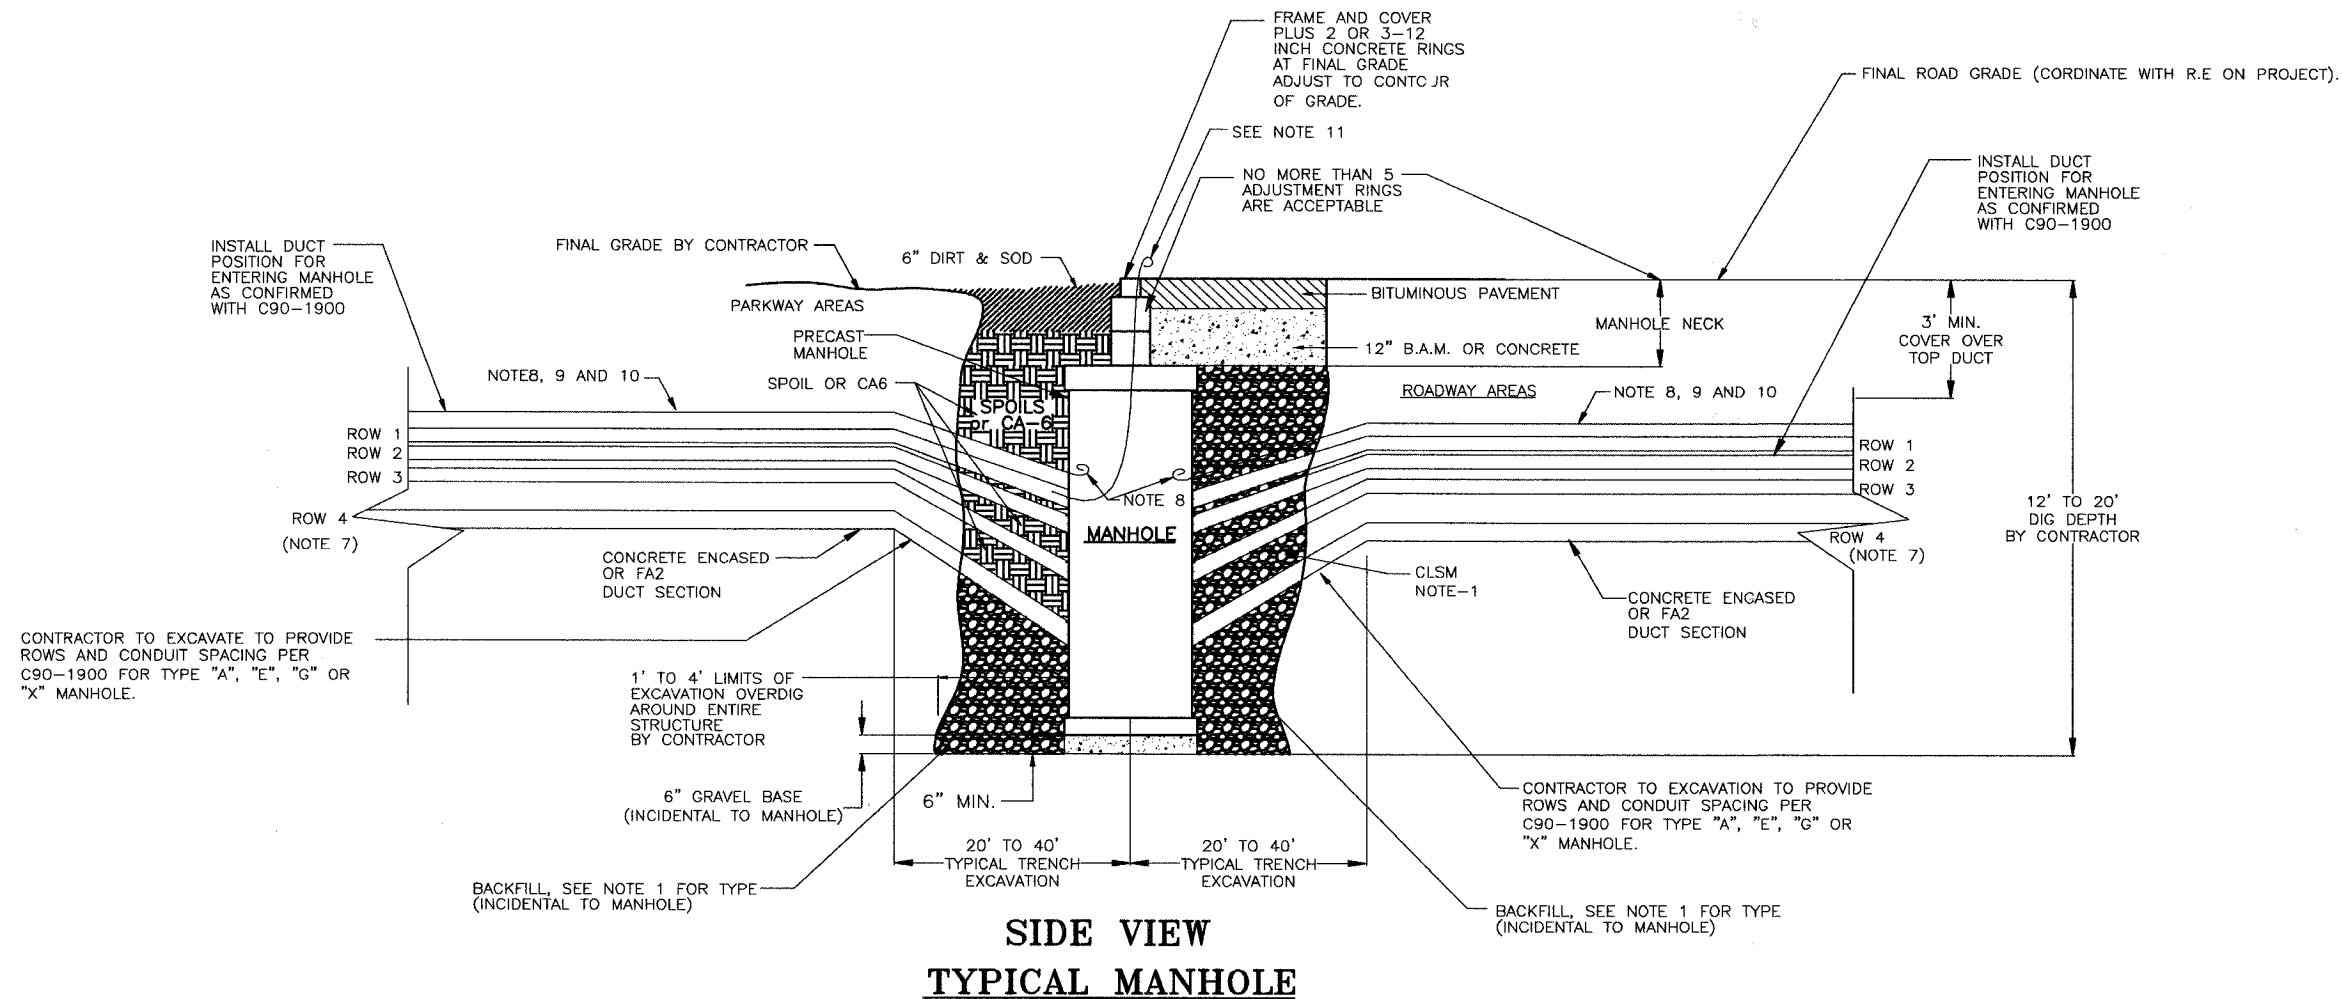 FRAME AND COVER
PLUS 2 OR 3-12
INCH CONCRETE RINGS
AT FINAL GRADE
ADJUST TO CONTOUR
OF GRADE.
FINAL ROAD GRADE (CORDINATE WITH R.E ON PROJECT).
SEE NOTE 11
NO MORE THAN 5
ADJUSTMENT RINGS
ARE ACCEPTABLE
INSTALL DUCT
POSITION FOR
ENTERING MANHOLE
AS CONFIRMED
WITH C90-1900
INSTALL DUCT
POSITION FOR
ENTERING MANHOLE
AS CONFIRMED
WITH C90-1900
FINAL GRADE BY CONTRACTOR
6" DIRT & SOD
PARKWAY AREAS
BITUMINOUS PAVEMENT
MANHOLE NECK
3' MIN.
COVER OVER
TOP DUCT
PRECAST
MANHOLE
12" B.A.M. OR CONCRETE
SPOIL OR CA6
NOTE8, 9 AND 10
ROADWAY AREAS
NOTE 8, 9 AND 10
SPOILS
or CA-6
ROW 1
ROW 2
ROW 3
ROW 4
(NOTE 7)
ROW 1
ROW 2
ROW 3
ROW 4
(NOTE 7)
NOTE 8
MANHOLE
12' TO 20'
DIG DEPTH
BY CONTRACTOR
CONCRETE ENCASED
OR FA2
DUCT SECTION
CLSM
NOTE-1
CONCRETE ENCASED
OR FA2
DUCT SECTION
CONTRACTOR TO EXCAVATE TO PROVIDE
ROWS AND CONDUIT SPACING PER
C90-1900 FOR TYPE "A", "E", "G" OR
"X" MANHOLE.
1' TO 4' LIMITS OF
EXCAVATION OVERDIG
AROUND ENTIRE
STRUCTURE
BY CONTRACTOR
6" GRAVEL BASE
(INCIDENTAL TO MANHOLE)
6" MIN.
CONTRACTOR TO EXCAVATION TO PROVIDE
ROWS AND CONDUIT SPACING PER
C90-1900 FOR TYPE "A", "E", "G" OR
"X" MANHOLE.
20' TO 40'
TYPICAL TRENCH
EXCAVATION
20' TO 40'
TYPICAL TRENCH
EXCAVATION
BACKFILL, SEE NOTE 1 FOR TYPE
(INCIDENTAL TO MANHOLE)
BACKFILL, SEE NOTE 1 FOR TYPE
(INCIDENTAL TO MANHOLE)
SIDE VIEW
TYPICAL MANHOLE